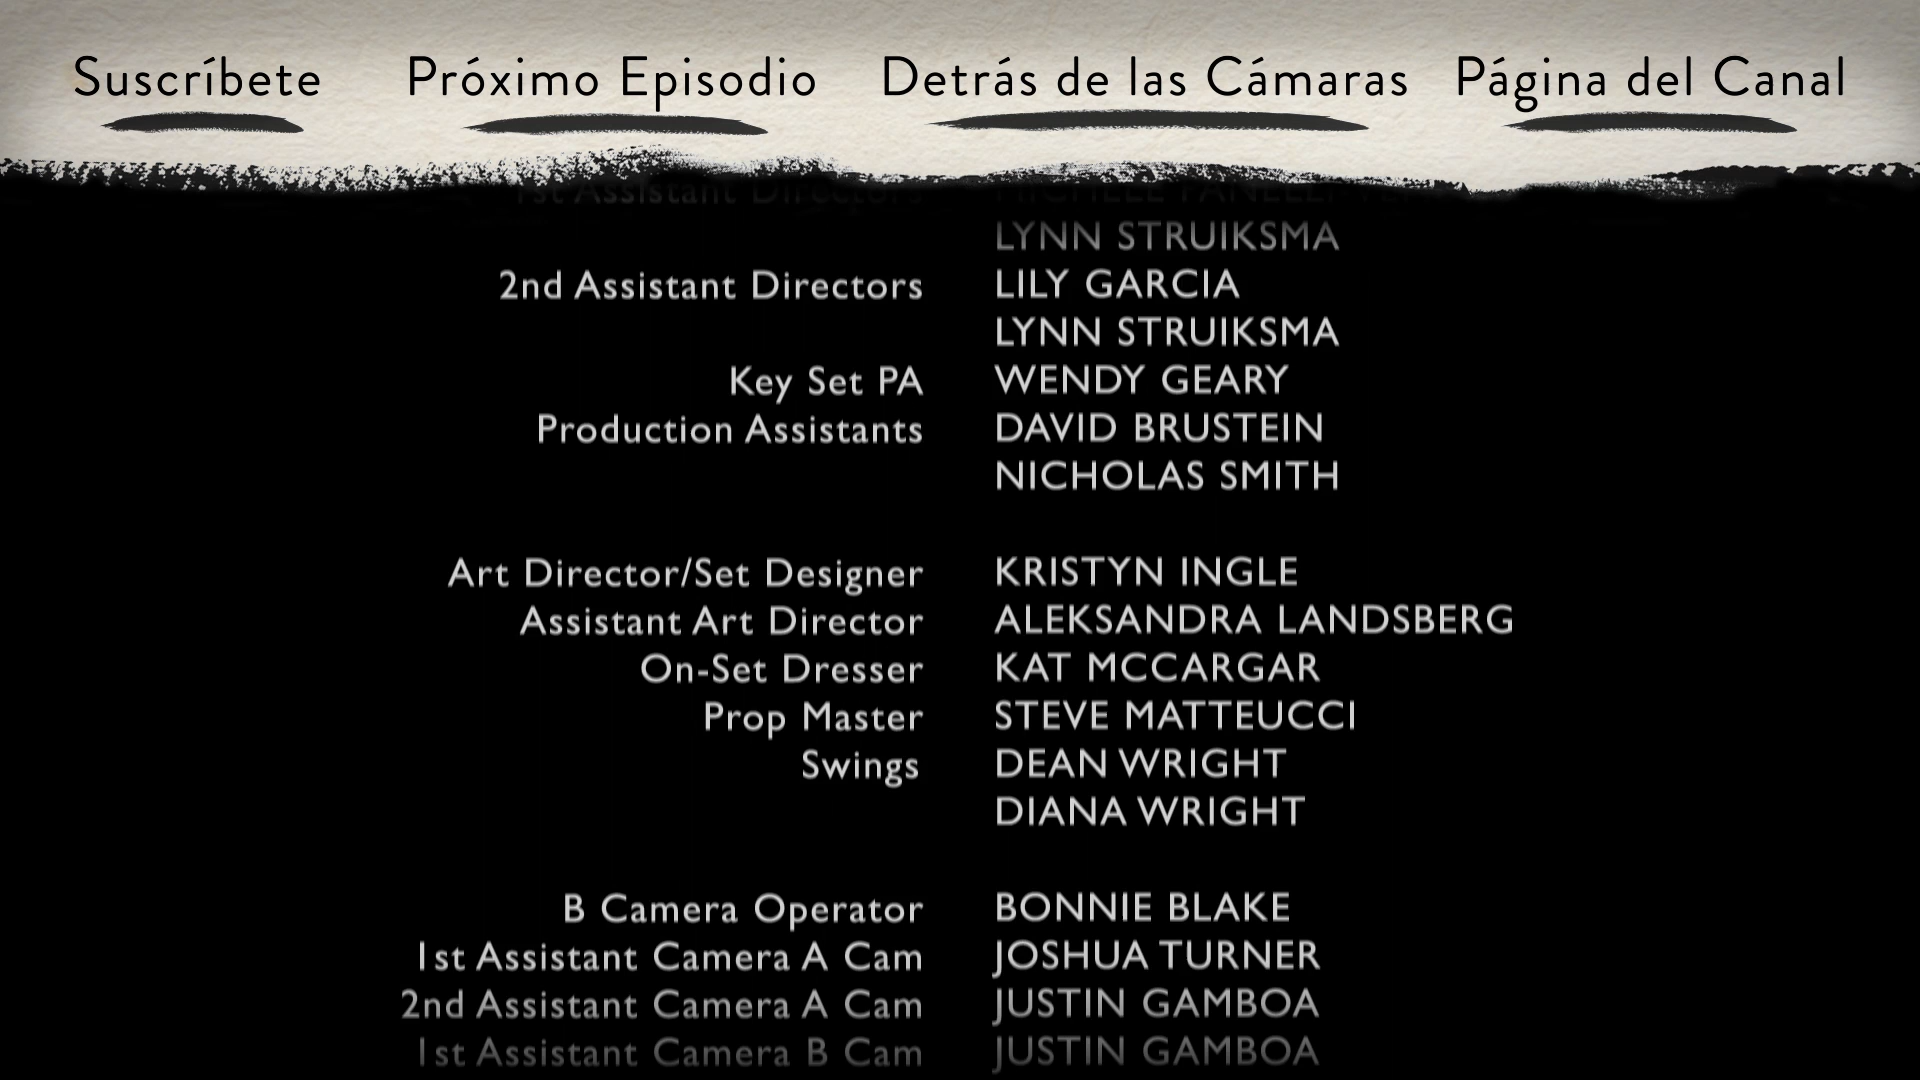 Suscríbete Próximo Episodio Detrás de las Cámaras Página del Canal
1st Assistant Directors MICHELLE
LYNN STRUIKSMA
2nd Assistant Directors LILY GARCIA
LYNN STRUIKSMA
Key Set PA WENDY GEARY
Production Assistants DAVID BRUSTEIN
NICHOLAS SMITH
Art Director/Set Designer KRISTYN INGLE
Assistant Art Director ALEKSANDRA LANDSBERG
On-Set Dresser KAT MCCARGAR
Prop Master STEVE MATTEUCCI
Swings DEAN WRIGHT
DIANA WRIGHT
B Camera Operator BONNIE BLAKE
1st Assistant Camera A Cam JOSHUA TURNER
2nd Assistant Camera A Cam JUSTIN GAMBOA
1st Assistant Camera B Cam JUSTIN GAMBOA